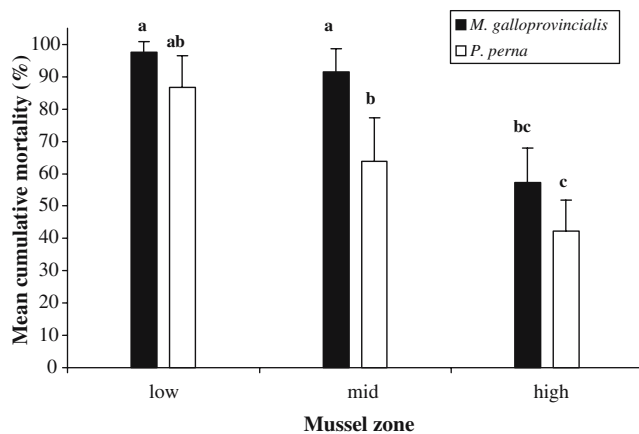 M. galloprovincialis
P. perna
Mean cumulative mortality (%)
100
90
80
70
60
50
40
30
20
10
0
a
ab
a
b
bc
c
low
mid
high
Mussel zone